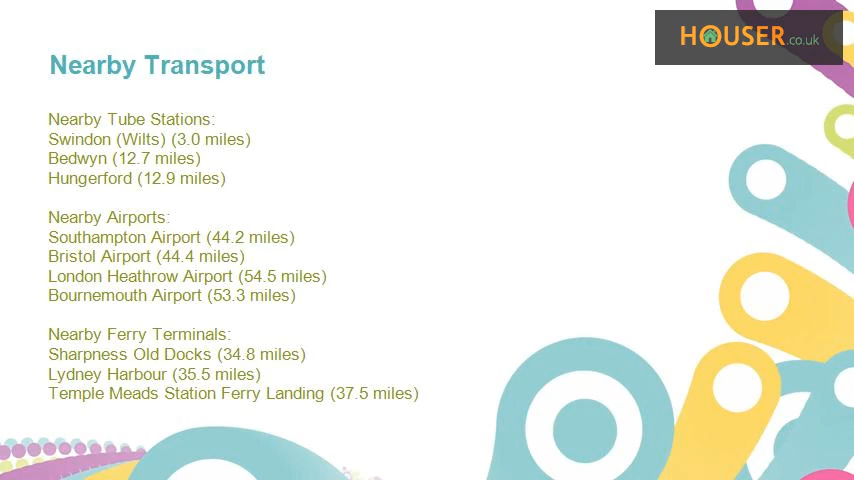 HOUSER.co.uk
Nearby Transport
Nearby Tube Stations:
Swindon (Wilts) (3.0 miles)
Bedwyn (12.7 miles)
Hungerford (12.9 miles)
Nearby Airports:
Southampton Airport (44.2 miles)
Bristol Airport (44.4 miles)
London Heathrow Airport (54.5 miles)
Bournemouth Airport (53.3 miles)
Nearby Ferry Terminals:
Sharpness Old Docks (34.8 miles)
Lydney Harbour (35.5 miles)
Temple Meads Station Ferry Landing (37.5 miles)